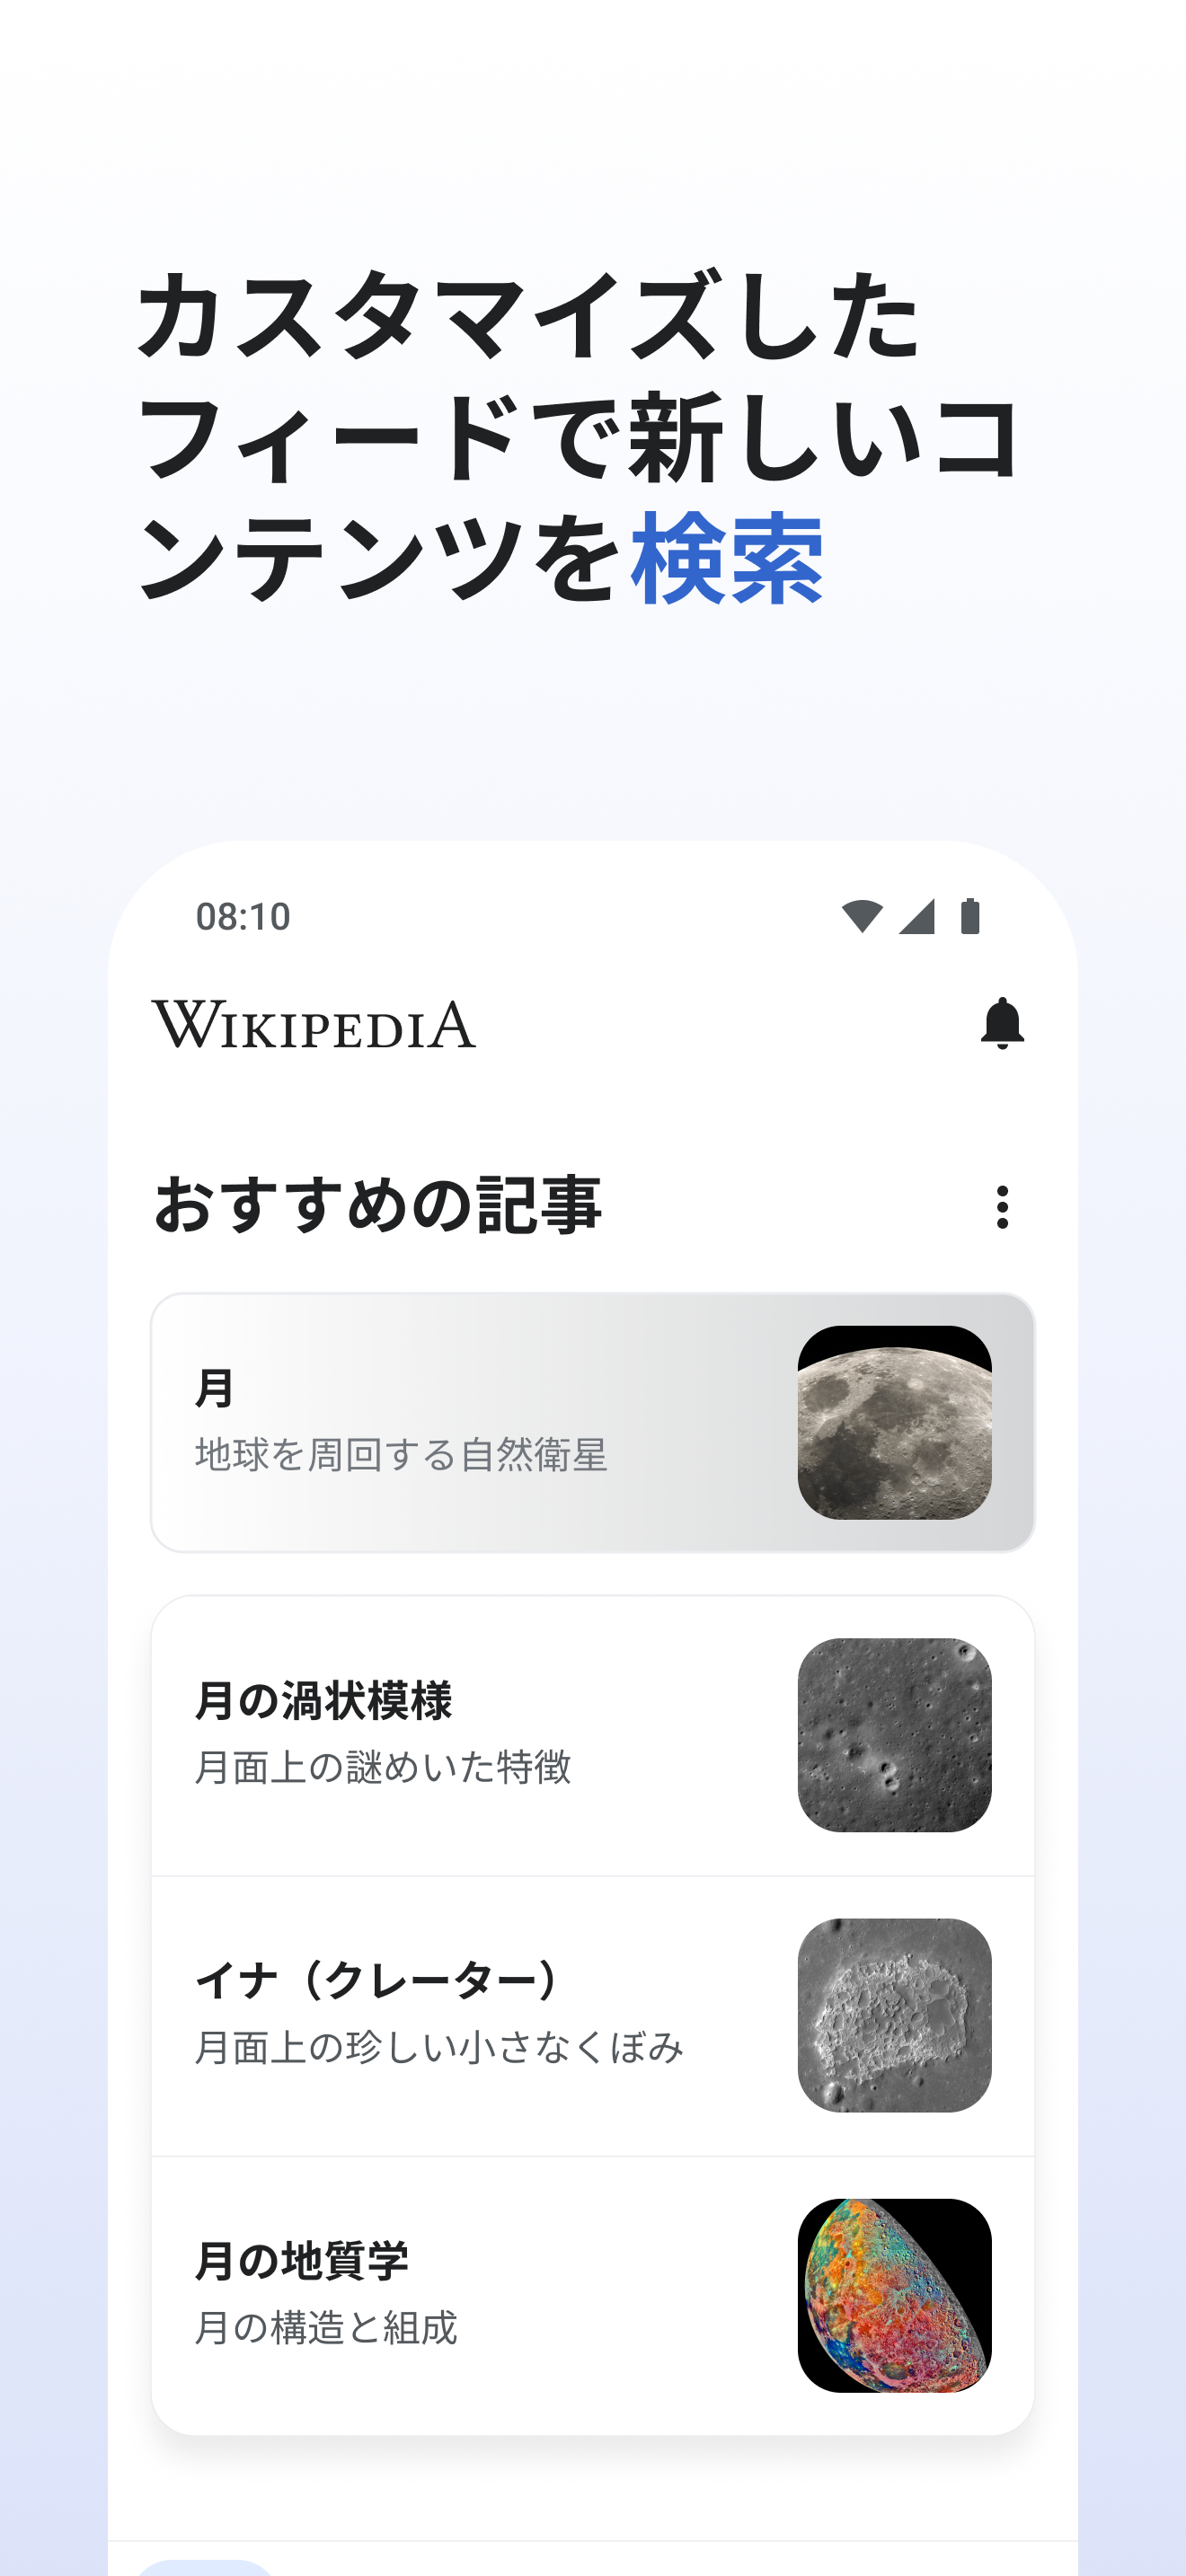 カスタマイズした
フィードで新しいコ
ンテンツを検索
08:10
WIKIPEDIA
おすすめの記事
月
地球を周回する自然衛星
月の渦状模様
月面上の謎めいた特徴
イナ（クレーター）
月面上の珍しい小さなくぼみ
月の地質学
月の構造と組成